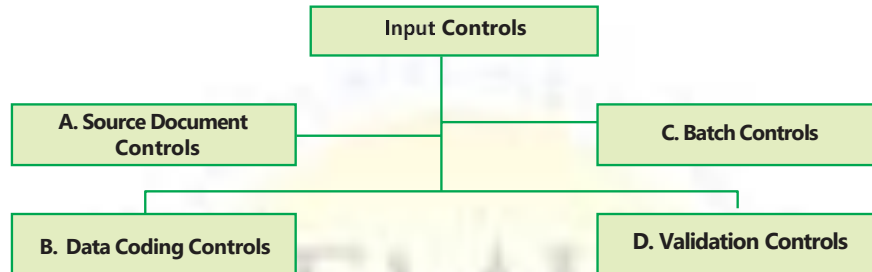 Input Controls
A. Source Document
Controls
C. Batch Controls
B. Data Coding Controls
D. Validation Controls